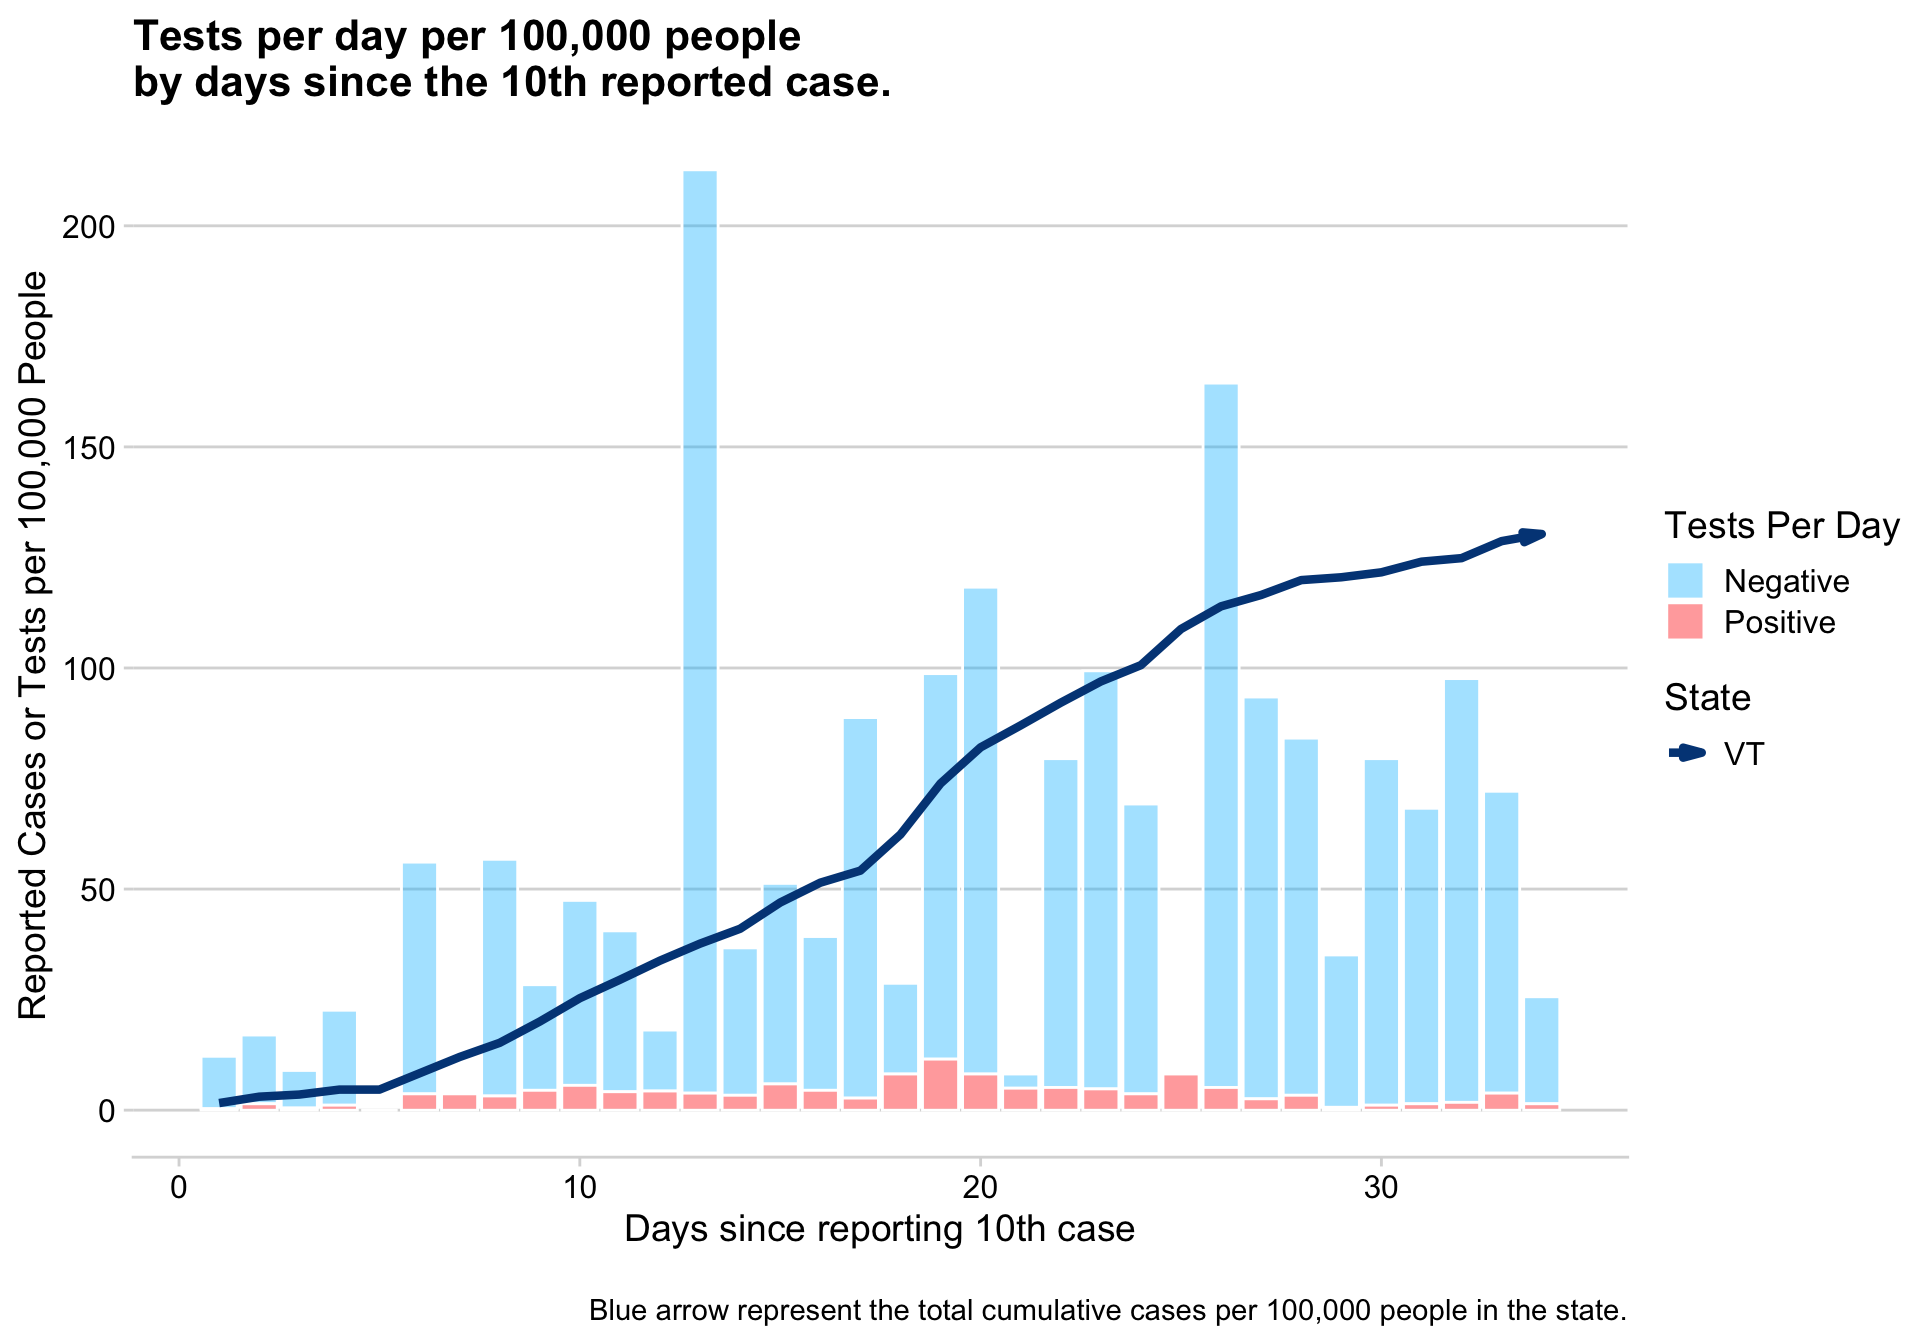 Tests per day per 100,000 people
by days since the 10th reported case.
Reported Cases or Tests per 100,000 People
200
150
100
50
0
0
10
20
30
Days since reporting 10th case
Tests Per Day
Negative
Positive
State
VT
Blue arrow represent the total cumulative cases per 100,000 people in the state.